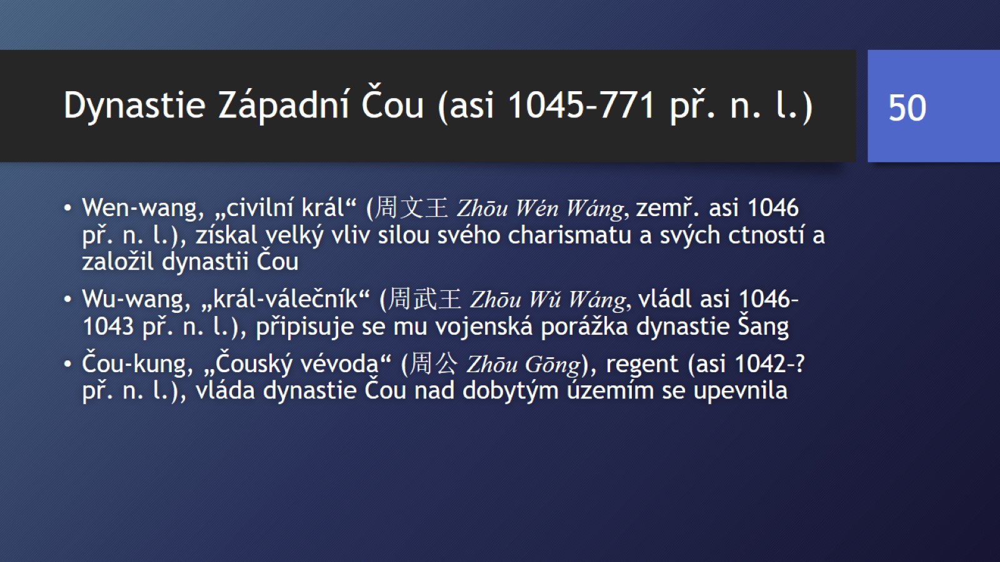 Dynastie Západní Čou (asi 1045–771 př. n. l.)
50
• Wen-wang, „civilní král“ (周文王 Zhōu Wén Wáng, zemř. asi 1046
př. n. l.), získal velký vliv silou svého charismatu a svých ctností a
založil dynastii Čou
• Wu-wang, „král-válečník“ (周武王 Zhōu Wǔ Wáng, vládl asi 1046–
1043 př. n. l.), připisuje se mu vojenská porážka dynastie Šang
• Čou-kung, „Čouský vévoda“ (周公 Zhōu Gōng), regent (asi 1042–?
př. n. l.), vláda dynastie Čou nad dobytým územím se upevnila